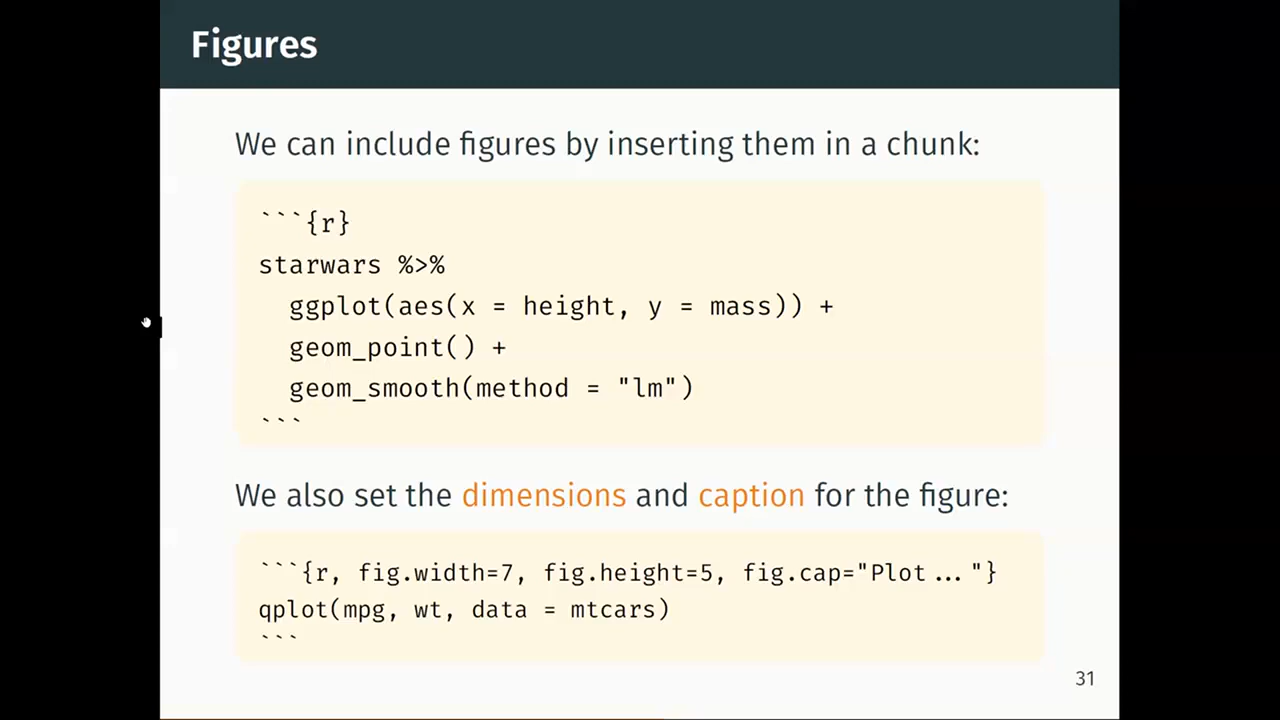 Figures
We can include figures by inserting them in a chunk:
```{r}
starwars %>%
ggplot(aes(x = height, y = mass)) +
geom_point() +
geom_smooth(method = "lm")
```
We also set the dimensions and caption for the figure:
```{r, fig.width=7, fig.height=5, fig.cap="Plot ... "}
qplot(mpg, wt, data = mtcars)
```
31